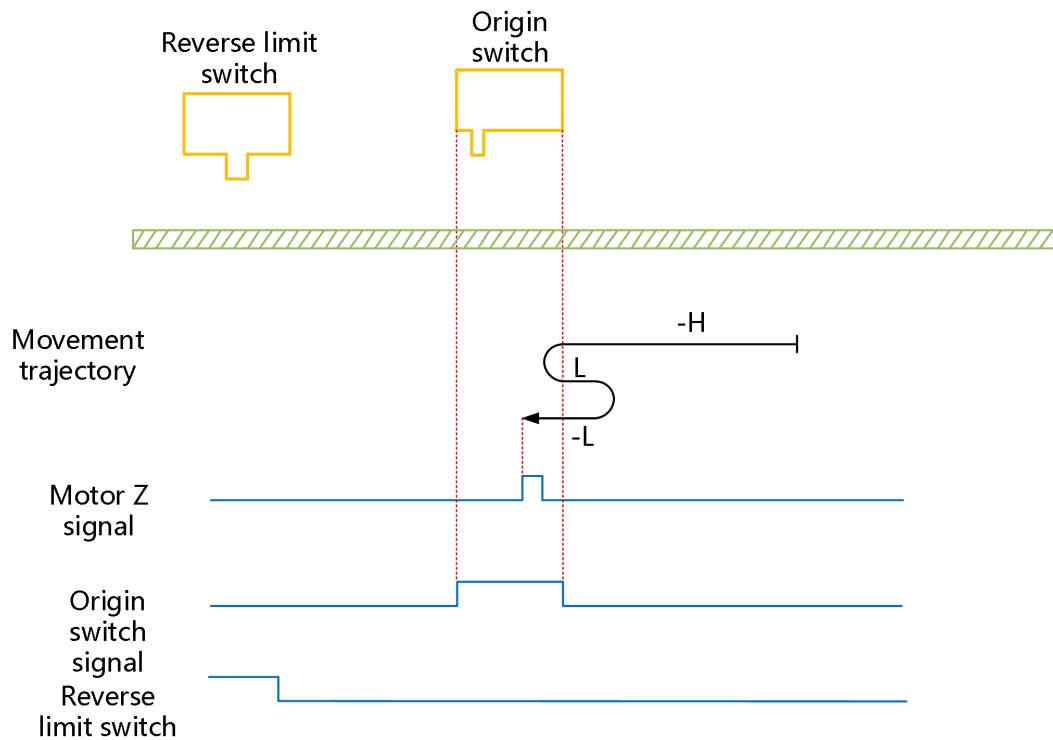 Reverse limit
switch
Origin
switch
Movement
trajectory
-H
L
-L
Motor Z
signal
Origin
switch
signal
Reverse
limit switch